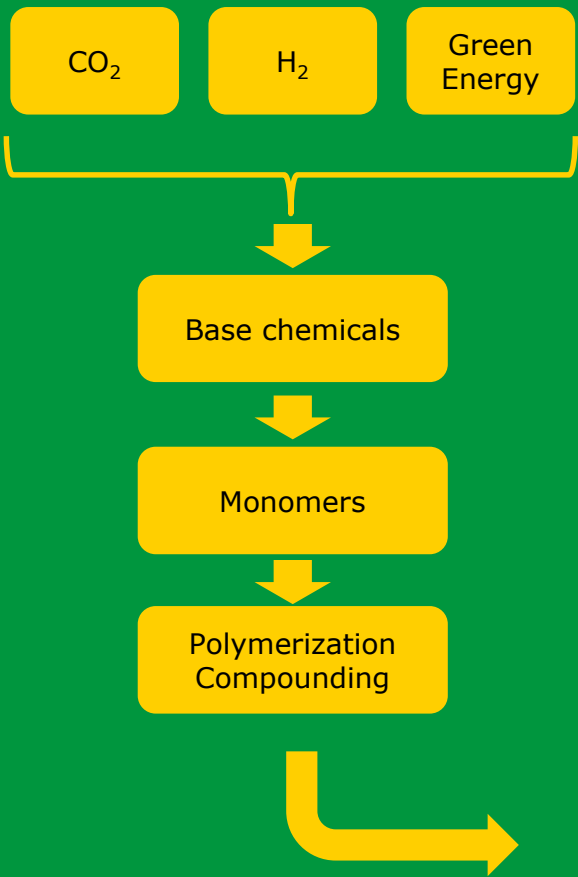 CO₂
H₂
Green
Energy
Base chemicals
Monomers
Polymerization
Compounding